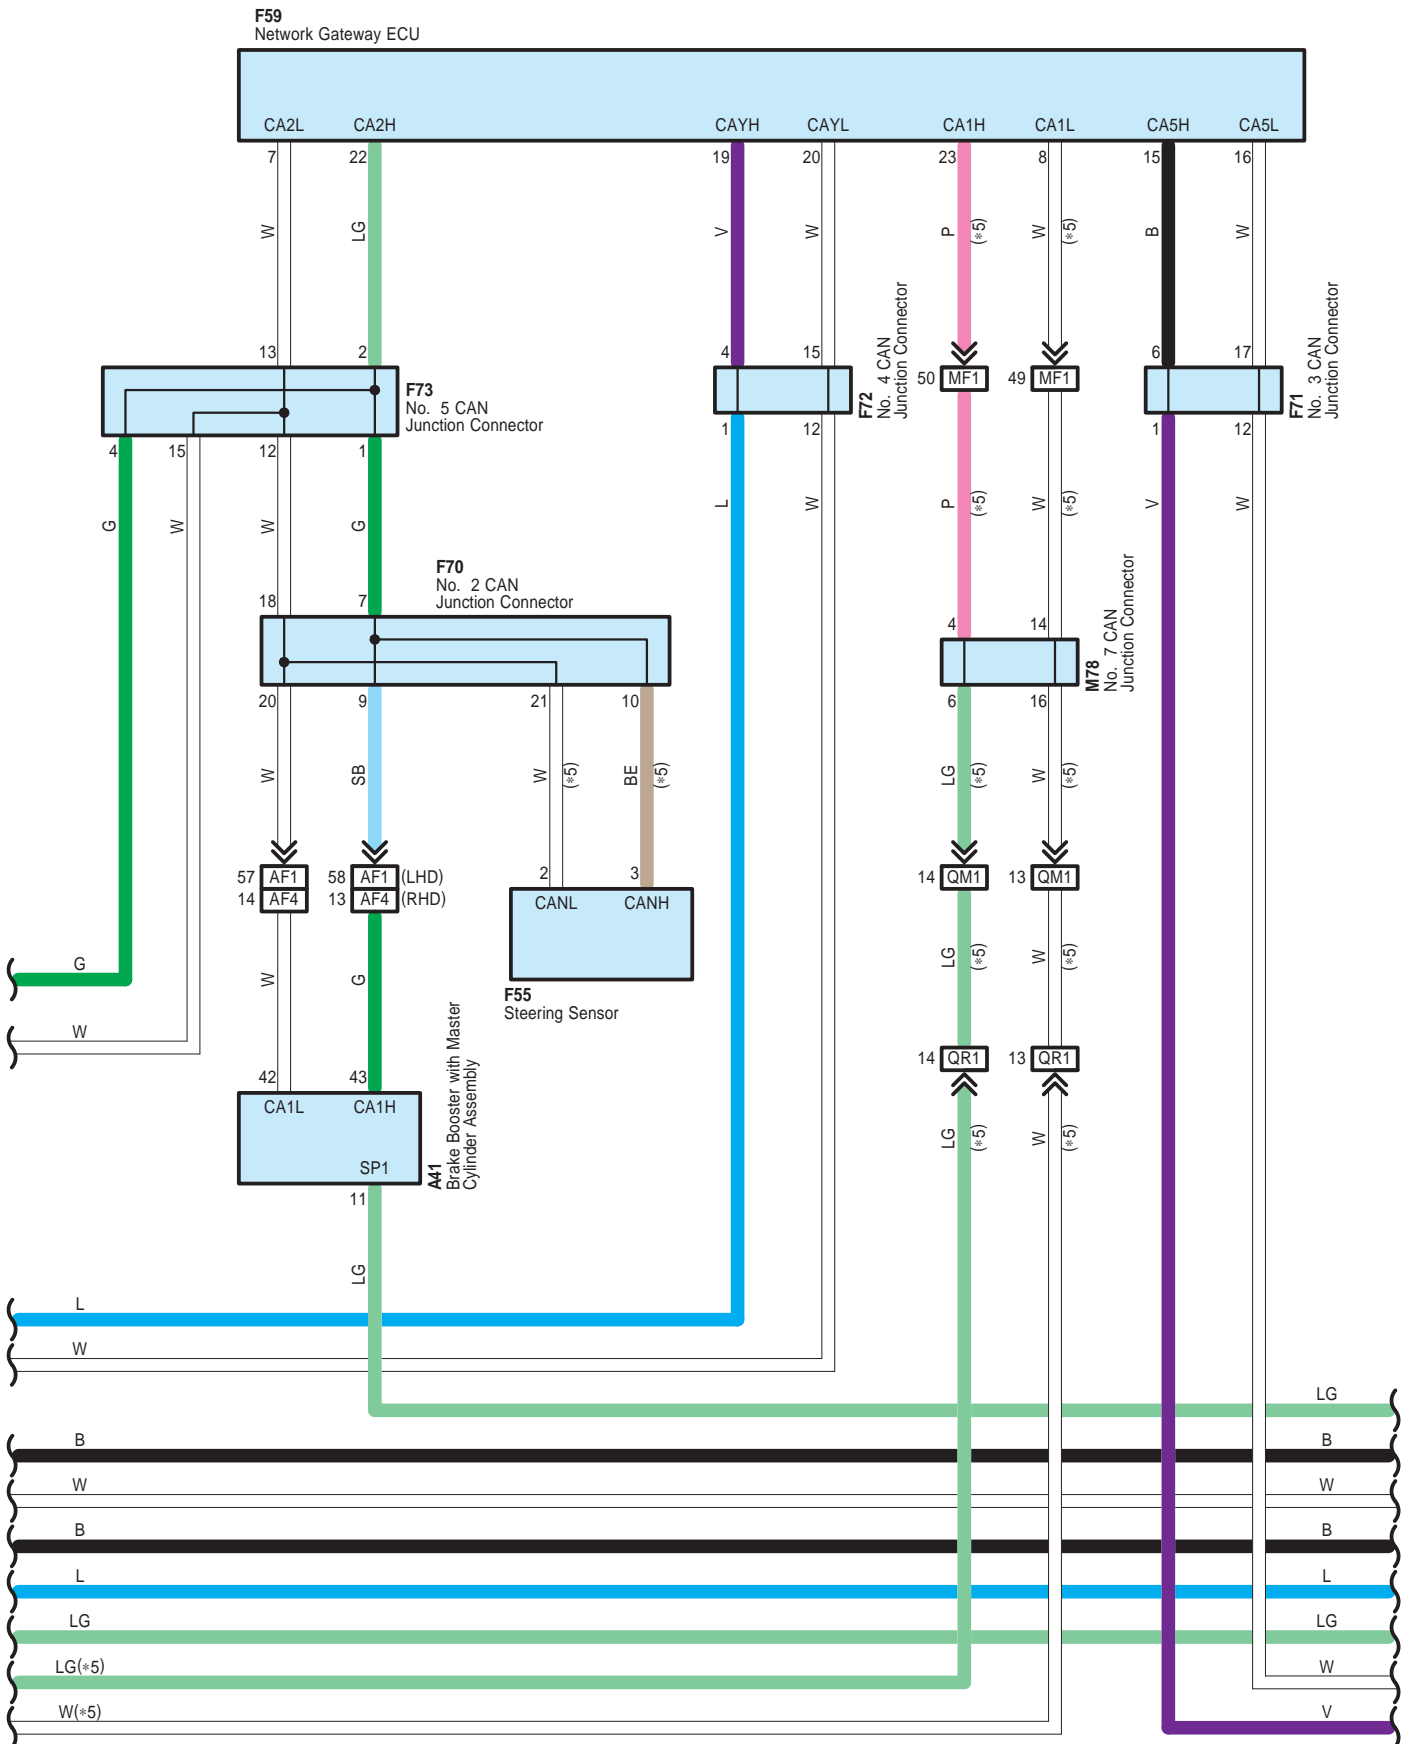 F59
Network Gateway ECU
CA2L CA2H CAYH CAYL CA1H CA1L CA5H CA5L
7 22 19 20 23 8 15 16
W LG V W P (*5) W (*5) B W
13 2 4 15 50 MF1 49 MF1 6 17
F73
No. 5 CAN
Junction Connector
F72
No. 4 CAN
Junction Connector
F71
No. 3 CAN
Junction Connector
4 15 12 1 1 12 1 12
G W W G L W P (*5) W (*5) V W
F70
No. 2 CAN
Junction Connector
18 7 4 14
M78
No. 7 CAN
Junction Connector
20 9 21 10 6 16
W SB W (*5) BE (*5) LG (*5) W (*5)
57 AF1 58 AF1 (LHD)
14 AF4 13 AF4 (RHD)
2 3 14 QM1 13 QM1
CANL CANH
G W G LG (*5) W (*5)
F55
Steering Sensor
W
14 QR1 13 QR1
42 43
CA1L CA1H
LG (*5) W (*5)
SP1
A41
Brake Booster with Master
Cylinder Assembly
11
LG
L
W
LG
B B
W W
B B
L L
LG LG
LG(*5) W
W(*5) V